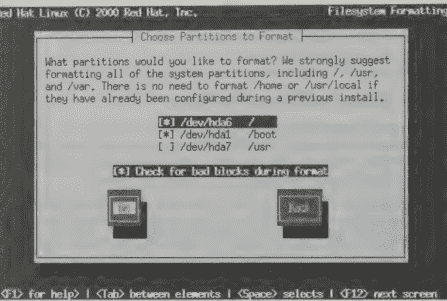 ed Hat Linux (C) 2000 Red Hat, Inc. Filesystem Formatting
Choose Partitions to Format
What partitions would you like to format? We strongly suggest
formatting all of the system partitions, including /, /usr,
and /var. There is no need to format /home or /usr/local if
they have already been configured during a previous install.
[*] /dev/hda6 /
[*] /dev/hda1 /boot
[ ] /dev/hda7 /usr
[*] Check for bad blocks during format
Back
<F1> for help> | <Tab> between elements | <Space> selects | <F12> next screen